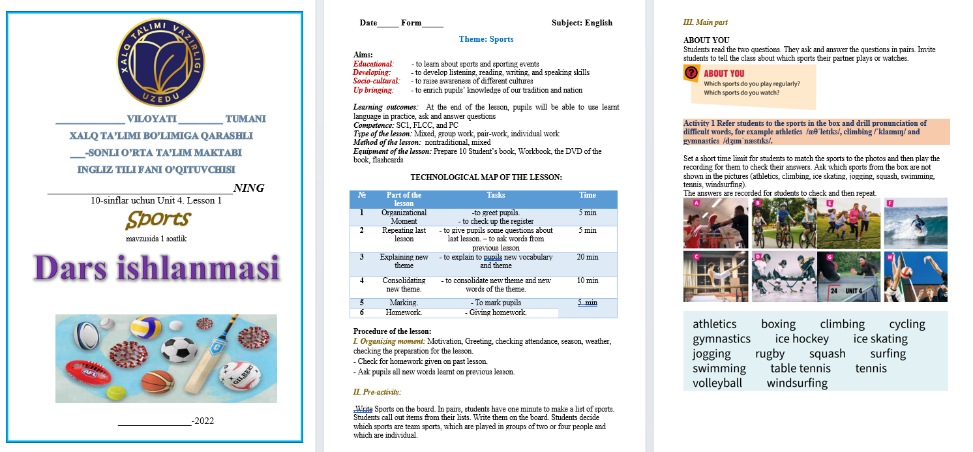 XALQ TA'LIMI VAZIRLIGI
UZEDU
____________ VILOYATI _________ TUMANI
XALQ TA'LIMI BO'LIMIGA QARASHLI
___-SONLI O'RTA TA'LIM MAKTABI
INGLIZ TILI FANI O'QITUVCHISI
_______________________________NING
10-sinflar uchun Unit 4. Lesson 1
Sports
mavzusida 1 soatlik
Dars ishlanmasi
GILBERT
_______________-2022
Date_____ Form_____ Subject: English
Theme: Sports
Aims:
Educational: - to learn about sports and sporting events
Developing: - to develop listening, reading, writing, and speaking skills
Socio-cultural: - to raise awareness of different cultures
Up bringing: - to enrich pupils' knowledge of our tradition and nation
Learning outcomes: At the end of the lesson, pupils will be able to use learnt
language in practice, ask and answer questions
Competence: SC1, FLCC, and PC
Type of the lesson: Mixed, group work, pair-work, individual work
Method of the lesson: nontraditional, mixed
Equipment of the lesson: Prepare 10 Student's book, Workbook, the DVD of the
book, flashcards
TECHNOLOGICAL MAP OF THE LESSON:
№ Part of the lesson Tasks Time
1 Organizational Moment -to greet pupils. - to check up the register 5 min
2 Repeating last lesson - to give pupils some questions about last lesson. – to ask words from previous lesson 5 min
3 Explaining new theme - to explain to pupils new vocabulary and theme 20 min
4 Consolidating new theme. - to consolidate new theme and new words of the theme. 10 min
5 Marking. - To mark pupils 5 min
6 Homework. - Giving homework.
Procedure of the lesson:
I. Organizing moment: Motivation, Greeting, checking attendance, season, weather,
checking the preparation for the lesson.
- Check for homework given on past lesson.
- Ask pupils all new words learnt on previous lesson.
II. Pre-activity:
.Write Sports on the board. In pairs, students have one minute to make a list of sports.
Students call out items from their lists. Write them on the board. Students decide
which sports are team sports, which are played in groups of two or four people and
which are individual.
III. Main part
ABOUT YOU
Students read the two questions. They ask and answer the questions in pairs. Invite
students to tell the class about which sports their partner plays or watches.
? ABOUT YOU
Which sports do you play regularly?
Which sports do you watch?
Activity 1 Refer students to the sports in the box and drill pronunciation of
difficult words, for example athletics /æθˈletɪks/, climbing /ˈklaɪmɪŋ/ and
gymnastics /dʒɪmˈnæstɪks/.
Set a short time limit for students to match the sports to the photos and then play the
recording for them to check their answers. Ask which sports from the box are not
shown in the pictures (athletics, climbing, ice skating, jogging, squash, swimming,
tennis, windsurfing).
The answers are recorded for students to check and then repeat.
A B E F
C D G H
24 UNIT 4
athletics boxing climbing cycling
gymnastics ice hockey ice skating
jogging rugby squash surfing
swimming table tennis tennis
volleyball windsurfing